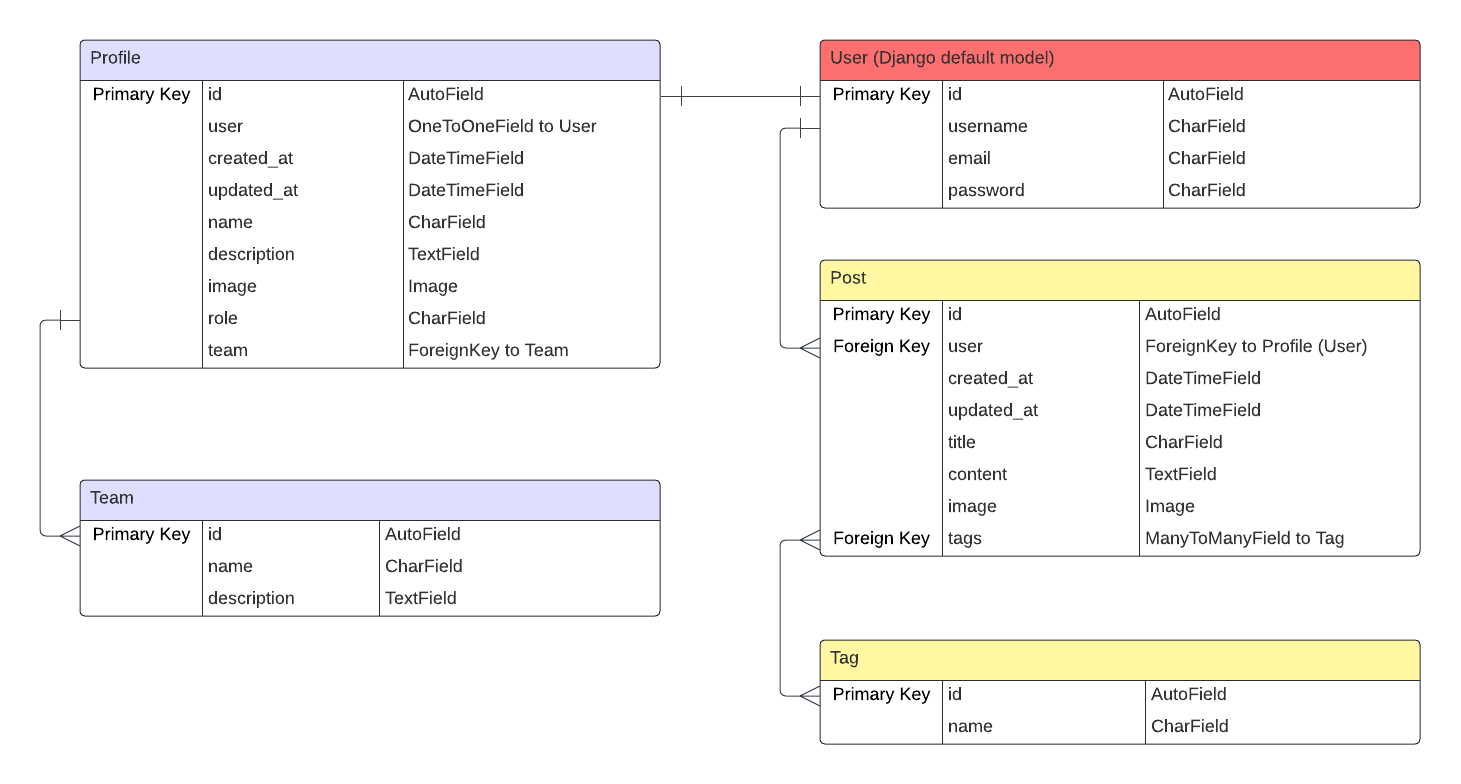 Profile
Primary Key id AutoField
user OneToOneField to User
created_at DateTimeField
updated_at DateTimeField
name CharField
description TextField
image Image
role CharField
team ForeignKey to Team
Team
Primary Key id AutoField
name CharField
description TextField
User (Django default model)
Primary Key id AutoField
username CharField
email CharField
password CharField
Post
Primary Key id AutoField
Foreign Key user ForeignKey to Profile (User)
created_at DateTimeField
updated_at DateTimeField
title CharField
content TextField
image Image
Foreign Key tags ManyToManyField to Tag
Tag
Primary Key id AutoField
name CharField